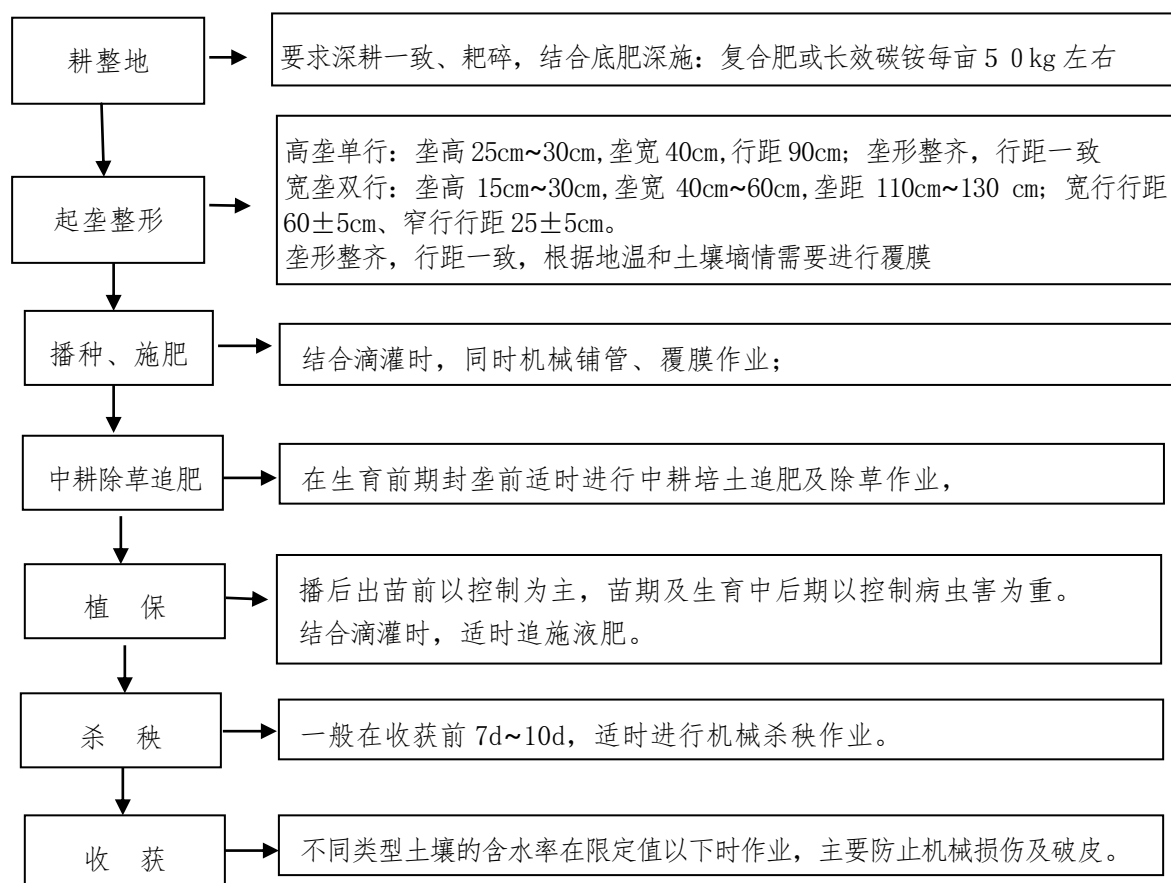 耕整地
要求深耕一致、耙碎，结合底肥深施：复合肥或长效碳铵每亩５０kg左右
起垄整形
高垄单行：垄高25cm~30cm,垄宽40cm,行距90cm；垄形整齐，行距一致
宽垄双行：垄高 15cm~30cm,垄宽 40cm~60cm,垄距 110cm~130 cm；宽行行距
60±5cm、窄行行距25±5cm。
垄形整齐，行距一致，根据地温和土壤墒情需要进行覆膜
播种、施肥
结合滴灌时，同时机械铺管、覆膜作业；
中耕除草追肥
在生育前期封垄前适时进行中耕培土追肥及除草作业，
植 保
播后出苗前以控制为主，苗期及生育中后期以控制病虫害为重。
结合滴灌时，适时追施液肥。
杀 秧
一般在收获前7d~10d，适时进行机械杀秧作业。
收 获
不同类型土壤的含水率在限定值以下时作业，主要防止机械损伤及破皮。